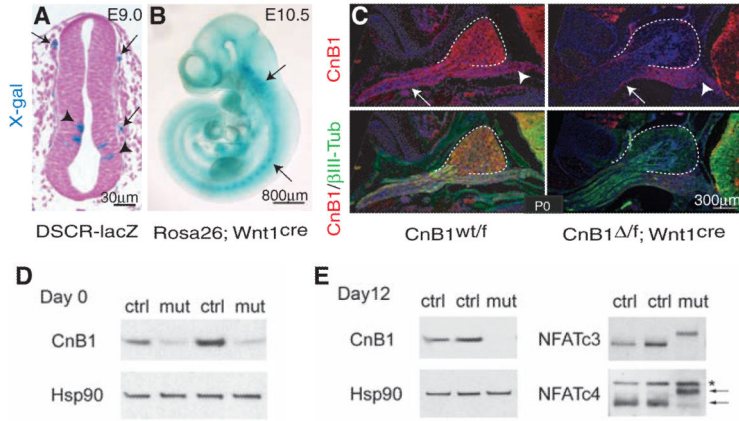 A E9.0
X-gal
30μm
DSCR-lacZ
B E10.5
800μm
Rosa26; Wnt1cre
C
CnB1
CnB1/βIII-Tub
P0
300μm
CnB1wt/f
CnB1Δ/f; Wnt1cre
D
Day 0
ctrl mut ctrl mut
CnB1
Hsp90
E
Day12
ctrl ctrl mut
CnB1
Hsp90
ctrl ctrl mut
NFATc3
NFATc4
*